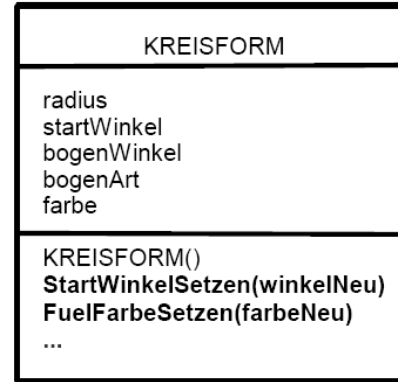 KREISFORM
radius
startWinkel
bogenWinkel
bogenArt
farbe
KREISFORM()
StartWinkelSetzen(winkelNeu)
FuelFarbeSetzen(farbeNeu)
...